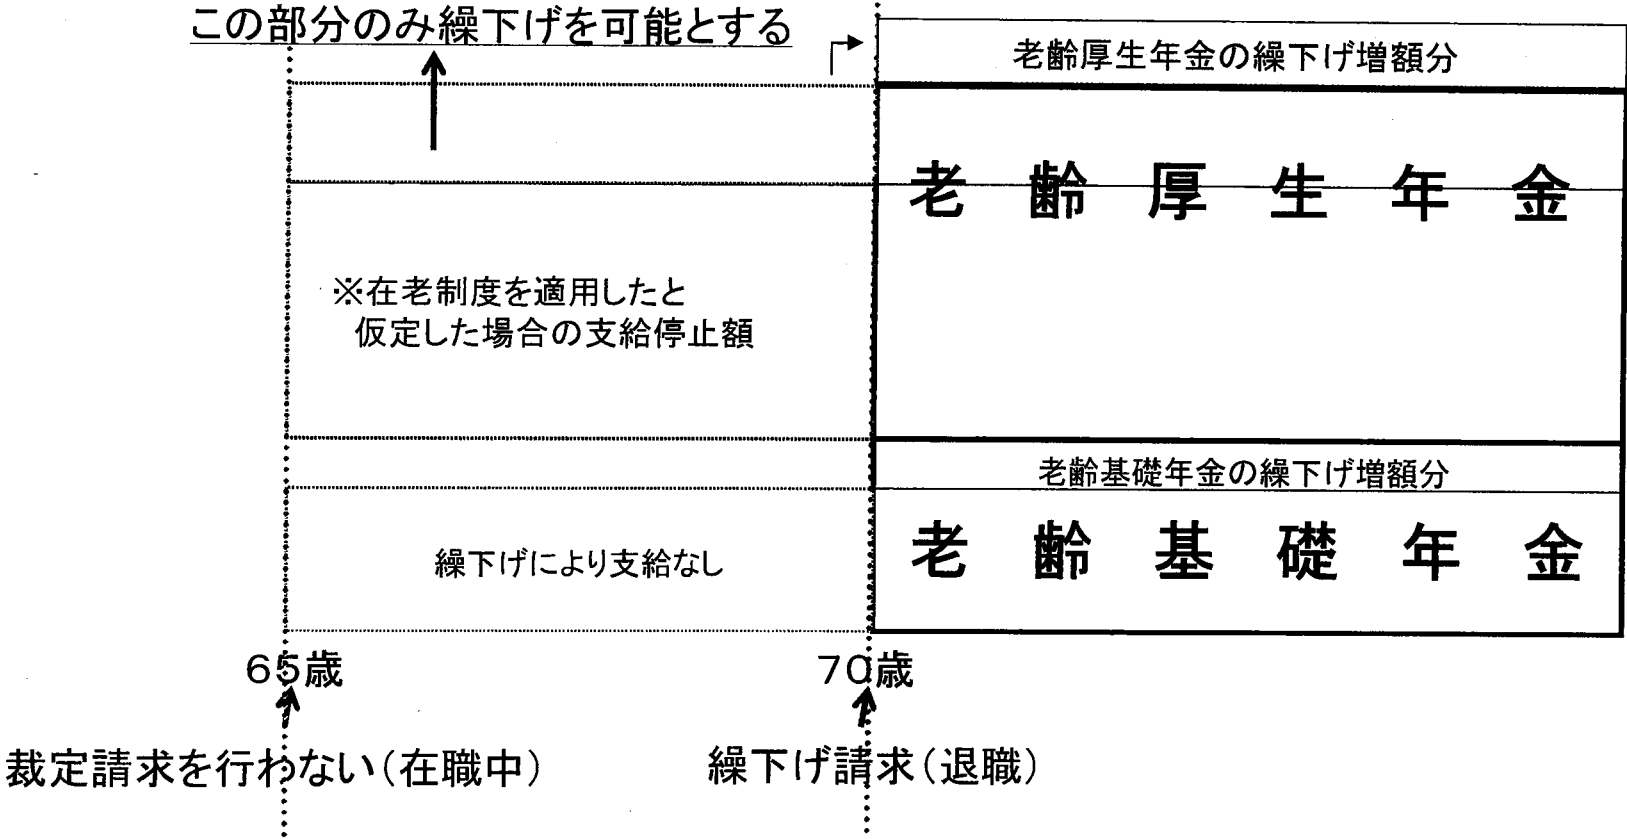 この部分のみ繰下げを可能とする
老齢厚生年金の繰下げ増額分
老齢厚生年金
※在老制度を適用したと
仮定した場合の支給停止額
老齢基礎年金の繰下げ増額分
繰下げにより支給なし
老齢基礎年金
65歳
70歳
裁定請求を行わない(在職中)
繰下げ請求(退職)